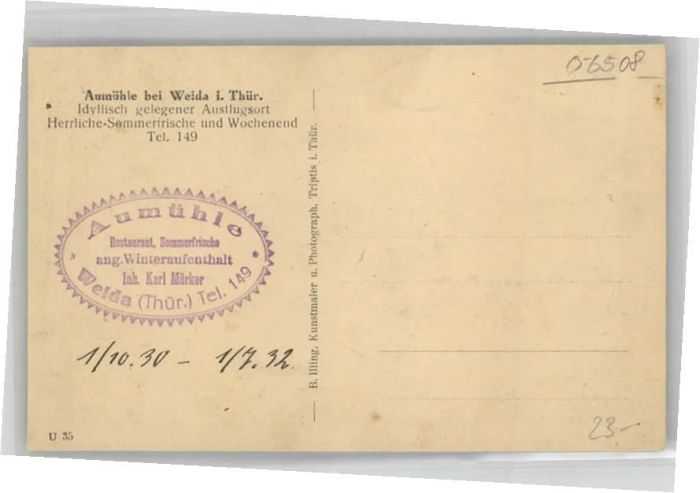 06508
Aumühle bei Weida i. Thür.
Idyllisch gelegener Ausflugsort
Herrliche Sommerfrische und Wochenend
Tel. 149
Aumühle
Restaurant, Sommerfrische
ang. Winteraufenthalt
Inh. Karl Märker
Weida (Thür.) Tel. 149
1/10.30 – 1/7.32.
B. Illing, Kunstmaler u. Photograph, Triptis i. Thür.
U 35
23.-